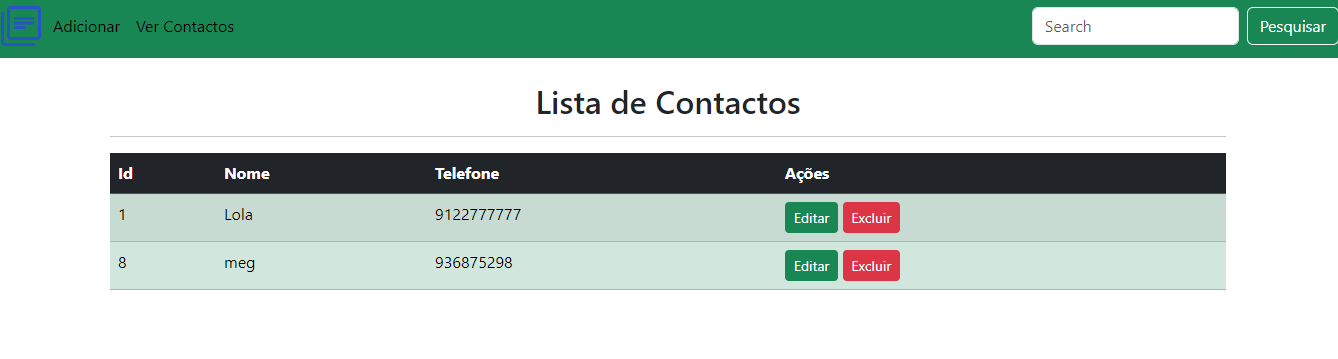 Adicionar Ver Contactos Search Pesquisar
Lista de Contactos
Id Nome Telefone Ações
1 Lola 9122777777 Editar Excluir
8 meg 936875298 Editar Excluir